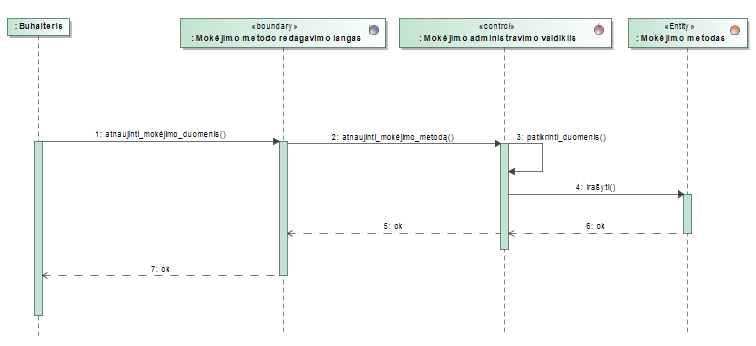 : Buhalteris
«boundary»
: Mokėjimo metodo redagavimo langas
«control»
: Mokėjimo administravimo valdiklis
«Entity»
: Mokėjimo metodas
1: atnaujinti_mokėjimo_duomenis()
2: atnaujinti_mokėjimo_metodą()
3: patikrinti_duomenis()
4: įrašyti()
5: ok
6: ok
7: ok